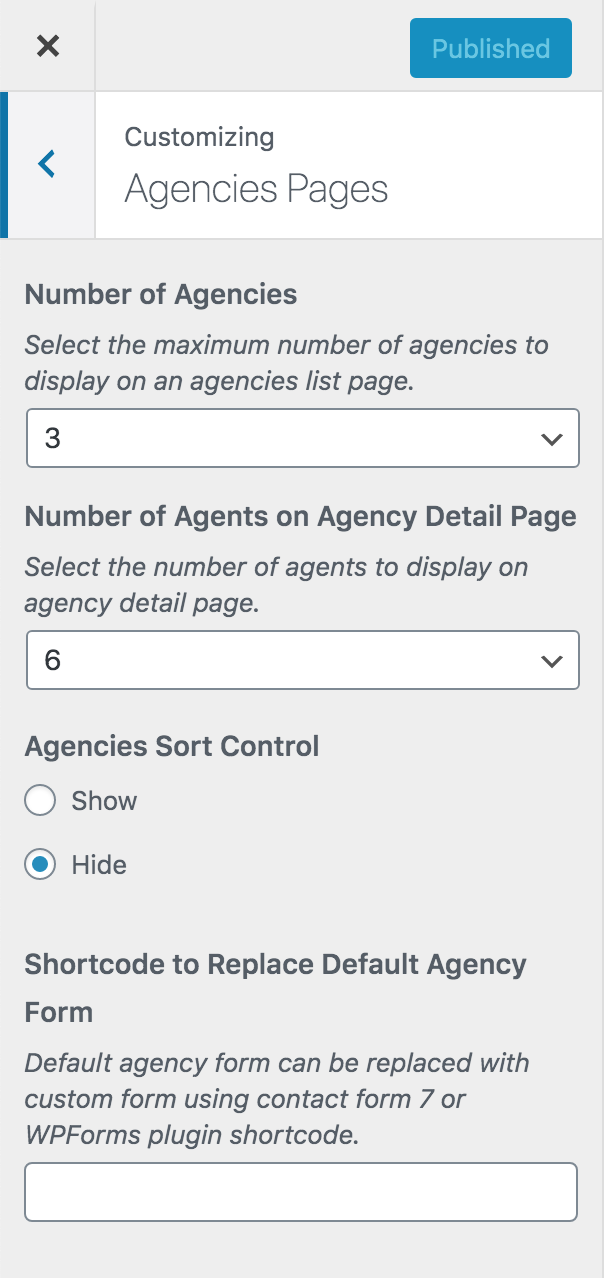 Published
Customizing
Agencies Pages
Number of Agencies
Select the maximum number of agencies to
display on an agencies list page.
3
Number of Agents on Agency Detail Page
Select the number of agents to display on
agency detail page.
6
Agencies Sort Control
Show
Hide
Shortcode to Replace Default Agency
Form
Default agency form can be replaced with
custom form using contact form 7 or
WPForms plugin shortcode.